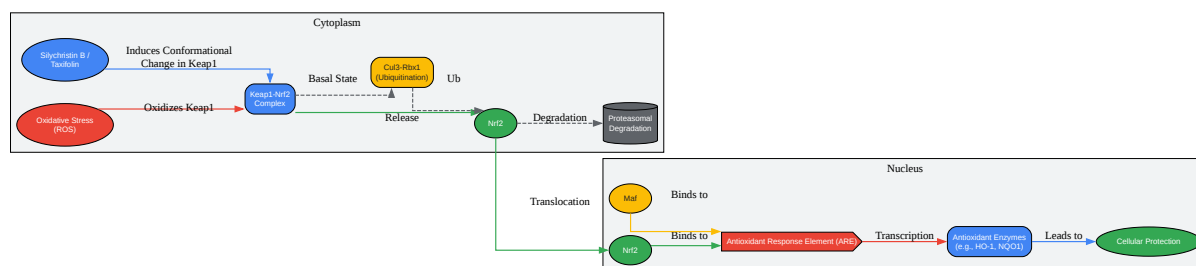 Cytoplasm
Silychristin B /
Taxifolin
Induces Conformational
Change in Keap1
Oxidative Stress
(ROS)
Oxidizes Keap1
Keap1-Nrf2
Complex
Basal State
Cul3-Rbx1
(Ubiquitination)
Ub
Release
Nrf2
Degradation
Proteasomal
Degradation
Translocation
Nucleus
Maf
Binds to
Nrf2
Binds to
Antioxidant Response Element (ARE)
Transcription
Antioxidant Enzymes
(e.g., HO-1, NQO1)
Leads to
Cellular Protection